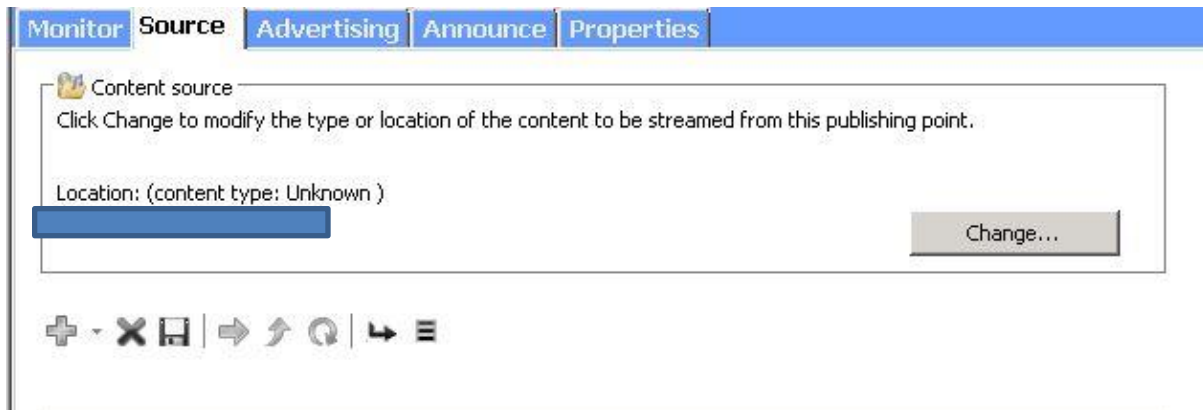 Monitor Source Advertising Announce Properties
Content source
Click Change to modify the type or location of the content to be streamed from this publishing point.
Location: (content type: Unknown )
Change...